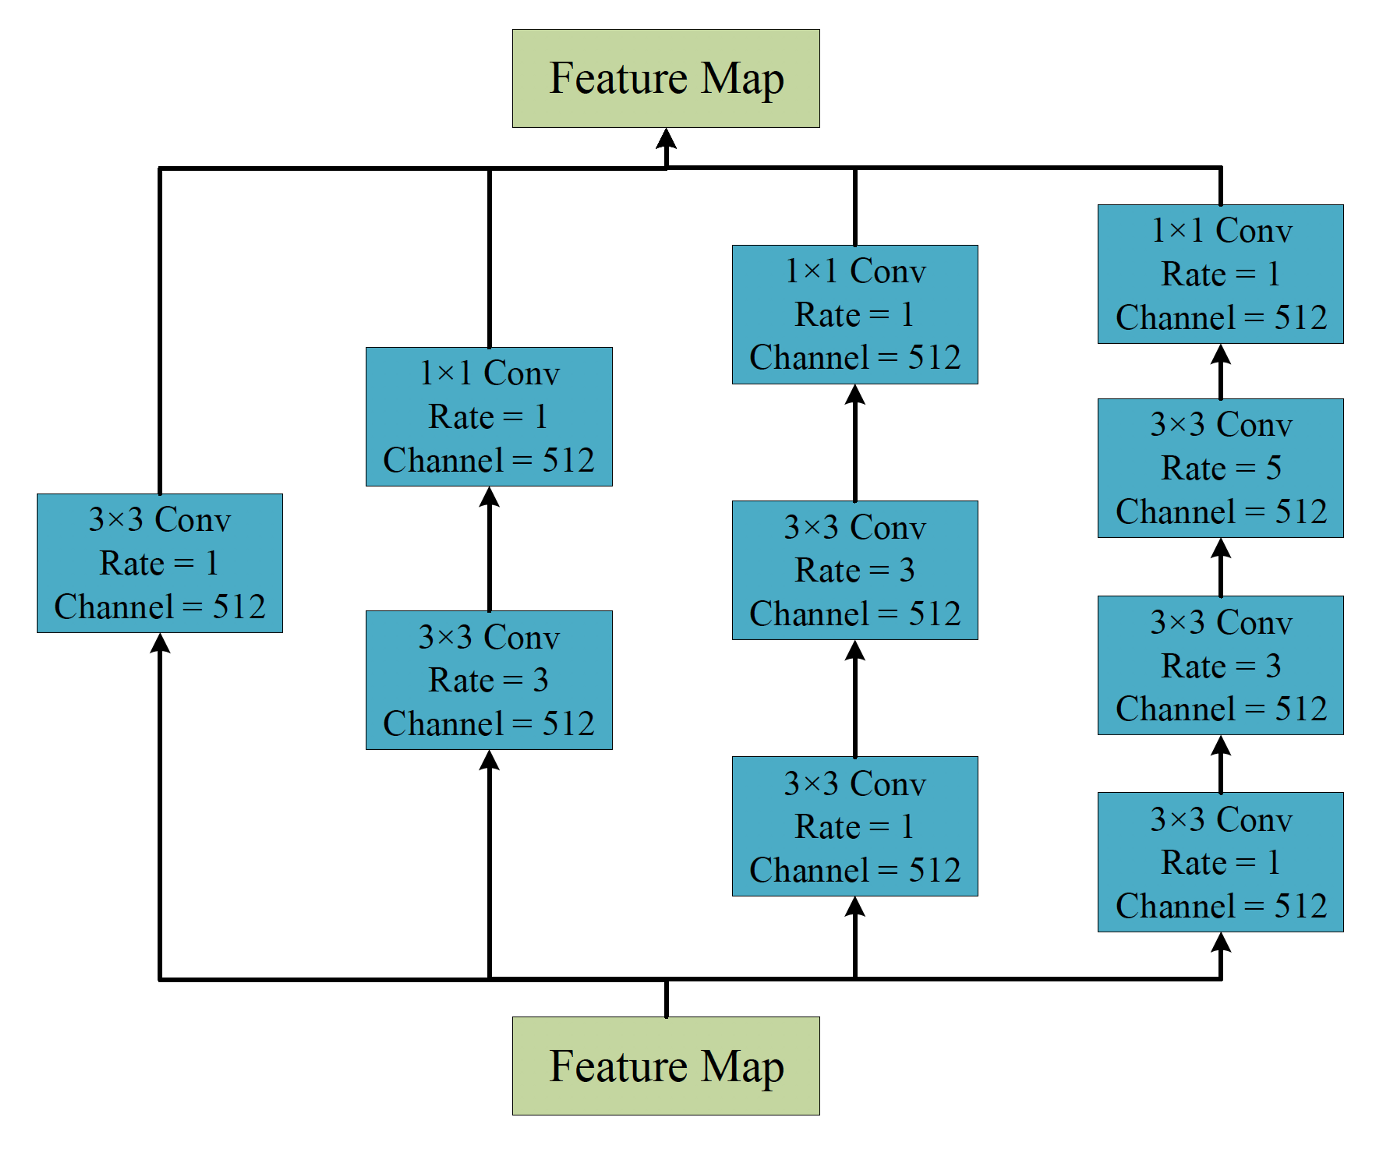 Feature Map
3×3 Conv
Rate = 1
Channel = 512
1×1 Conv
Rate = 1
Channel = 512
3×3 Conv
Rate = 3
Channel = 512
1×1 Conv
Rate = 1
Channel = 512
3×3 Conv
Rate = 3
Channel = 512
3×3 Conv
Rate = 1
Channel = 512
1×1 Conv
Rate = 1
Channel = 512
3×3 Conv
Rate = 5
Channel = 512
3×3 Conv
Rate = 3
Channel = 512
3×3 Conv
Rate = 1
Channel = 512
Feature Map